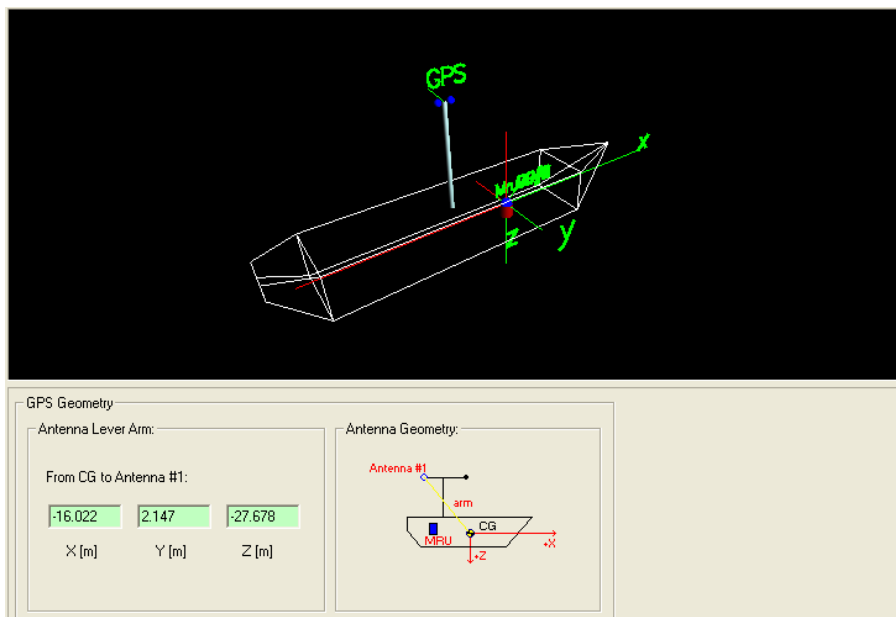 GPS
X
Z
Y
GPS Geometry
Antenna Lever Arm:
From CG to Antenna #1:
-16.022 2.147 -27.678
X [m] Y [m] Z [m]
Antenna Geometry:
Antenna #1
arm
CG
MRU
+X
+Z